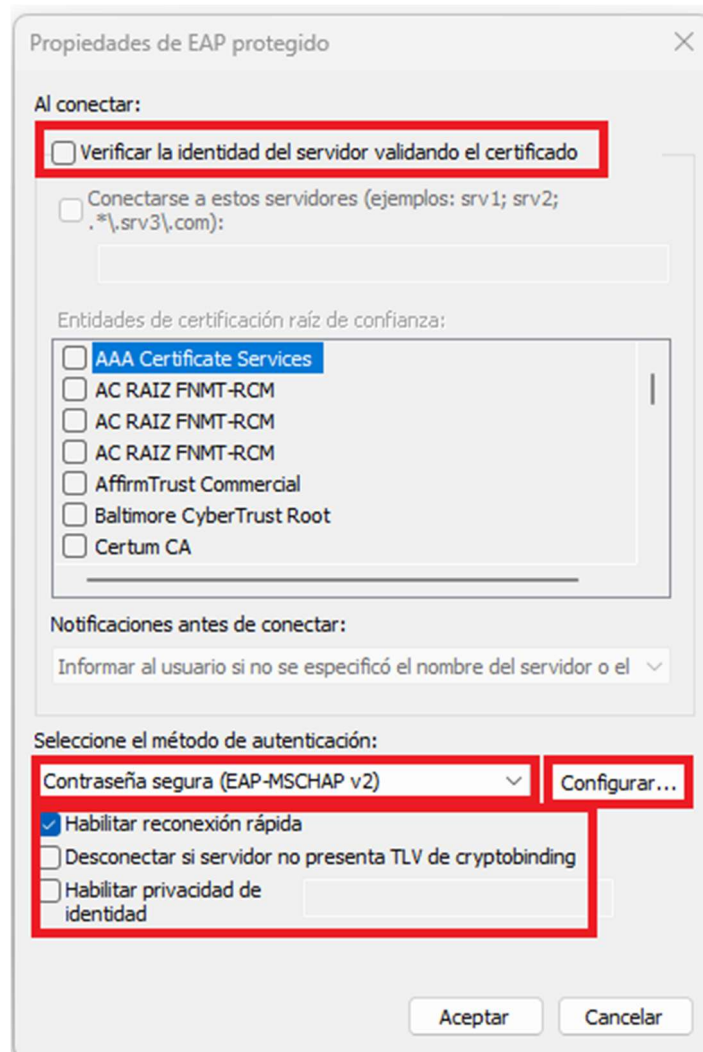 Propiedades de EAP protegido
Al conectar:
Verificar la identidad del servidor validando el certificado
Conectarse a estos servidores (ejemplos: srv1; srv2;
.*\.srv3\.com):
Entidades de certificación raíz de confianza:
AAA Certificate Services
AC RAIZ FNMT-RCM
AC RAIZ FNMT-RCM
AC RAIZ FNMT-RCM
AffirmTrust Commercial
Baltimore CyberTrust Root
Certum CA
Notificaciones antes de conectar:
Informar al usuario si no se especificó el nombre del servidor o el
Seleccione el método de autenticación:
Contraseña segura (EAP-MSCHAP v2)
Configurar...
Habilitar reconexión rápida
Desconectar si servidor no presenta TLV de cryptobinding
Habilitar privacidad de
identidad
Aceptar
Cancelar